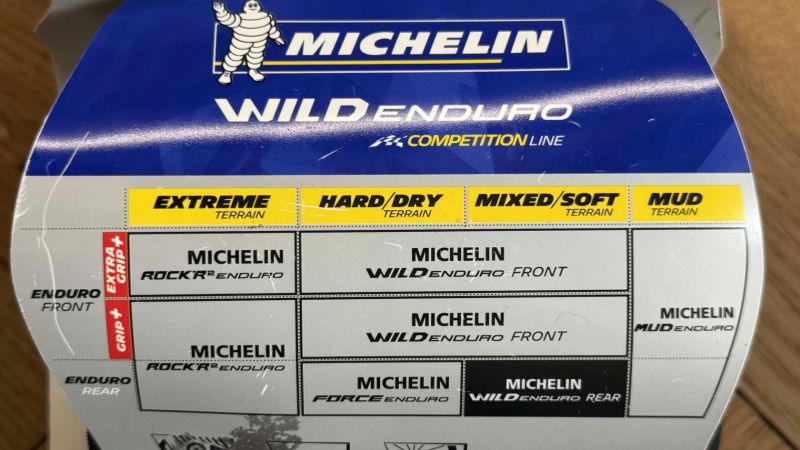 MICHELIN
WILD ENDURO
COMPETITION LINE
EXTREME TERRAIN
HARD/DRY TERRAIN
MIXED/SOFT TERRAIN
MUD TERRAIN
ENDURO FRONT
EXTRA GRIP+
MICHELIN
ROCK'R² ENDURO
MICHELIN
WILD ENDURO FRONT
GRIP+
MICHELIN
ROCK'R² ENDURO
MICHELIN
WILD ENDURO FRONT
MICHELIN
MUD ENDURO
ENDURO REAR
MICHELIN
FORCE ENDURO
MICHELIN
WILD ENDURO REAR